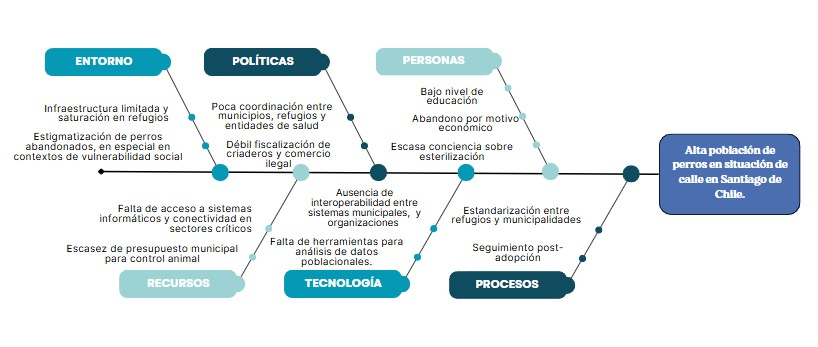 ENTORNO
POLÍTICAS
PERSONAS
Infraestructura limitada y
saturación en refugios
Estigmatización de perros
abandonados, en especial en
contextos de vulnerabilidad social
Poca coordinación entre
municipios, refugios y
entidades de salud
Débil fiscalización de
criaderos y comercio
ilegal
Bajo nivel de
educación
Abandono por motivo
económico
Escasa conciencia sobre
esterilización
Alta población de
perros en situación de
calle en Santiago de
Chile.
Falta de acceso a sistemas
informáticos y conectividad en
sectores críticos
Escasez de presupuesto municipal
para control animal
Ausencia de
interoperabilidad entre
sistemas municipales, y
organizaciones
Falta de herramientas para
análisis de datos
poblacionales.
Estandarización entre
refugios y municipalidades
Seguimiento post-
adopción
RECURSOS
TECNOLOGÍA
PROCESOS